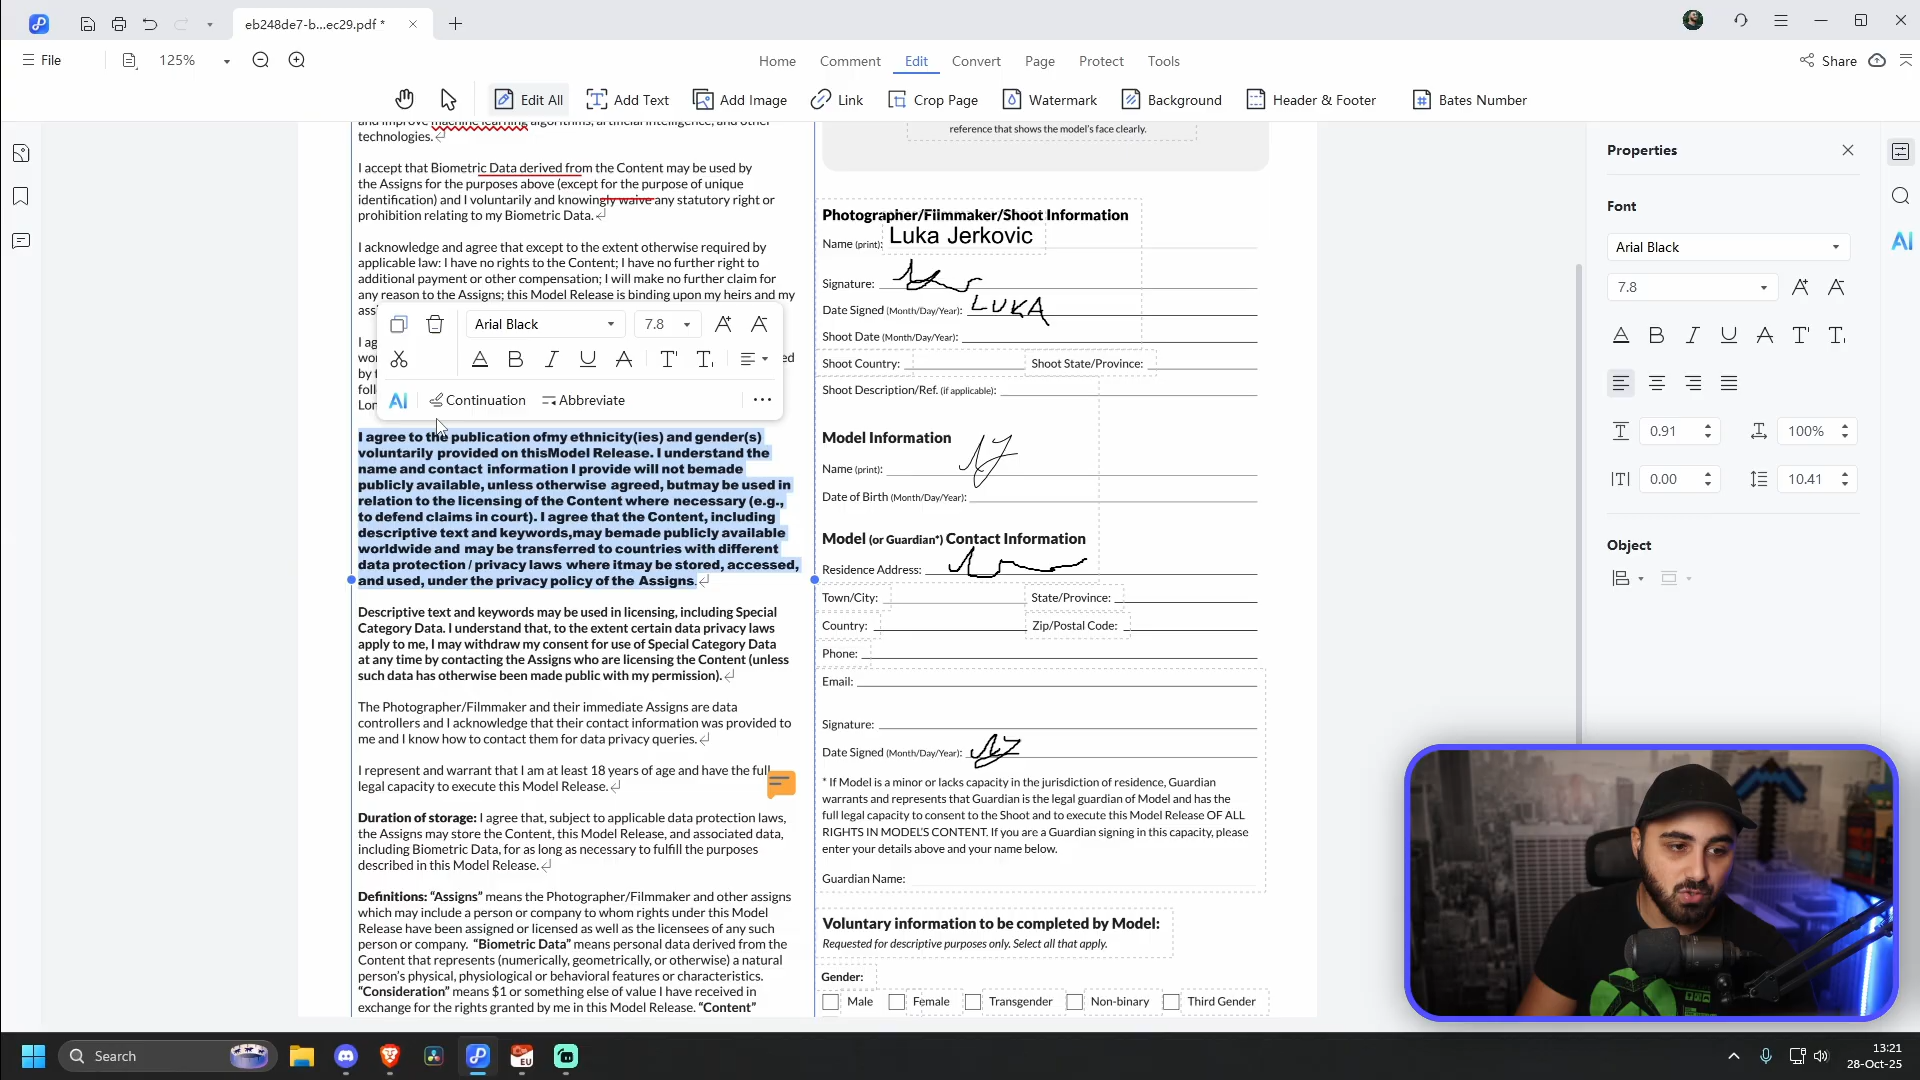 eb248de7-b...ec29.pdf *
File
125%
Home Comment Edit Convert Page Protect Tools
Share
Edit All Add Text Add Image Link Crop Page Watermark Background Header & Footer Bates Number
and improve machine learning algorithms, artificial intelligence, and other
technologies.
I accept that Biometric Data derived from the Content may be used by
the Assigns for the purposes above (except for the purpose of unique
identification) and I voluntarily and knowingly waive any statutory right or
prohibition relating to my Biometric Data.
I acknowledge and agree that except to the extent otherwise required by
applicable law: I have no rights to the Content; I have no further right to
additional payment or other compensation; I will make no further claim for
any reason to the Assigns; this Model Release is binding upon my heirs and my
Arial Black 7.8
AI Continuation Abbreviate
I agree to the publication ofmy ethnicity(ies) and gender(s)
voluntarily provided on thisModel Release. I understand the
name and contact information I provide will not bemade
publicly available, unless otherwise agreed, butmay be used in
relation to the licensing of the Content where necessary (e.g.,
to defend claims in court). I agree that the Content, including
descriptive text and keywords,may bemade publicly available
worldwide and may be transferred to countries with different
data protection / privacy laws where itmay be stored, accessed,
and used, under the privacy policy of the Assigns.
Descriptive text and keywords may be used in licensing, including Special
Category Data. I understand that, to the extent certain data privacy laws
apply to me, I may withdraw my consent for use of Special Category Data
at any time by contacting the Assigns who are licensing the Content (unless
such data has otherwise been made public with my permission).
The Photographer/Filmmaker and their immediate Assigns are data
controllers and I acknowledge that their contact information was provided to
me and I know how to contact them for data privacy queries.
I represent and warrant that I am at least 18 years of age and have the full
legal capacity to execute this Model Release.
Duration of storage: I agree that, subject to applicable data protection laws,
the Assigns may store the Content, this Model Release, and associated data,
including Biometric Data, for as long as necessary to fulfill the purposes
described in this Model Release.
Definitions: “Assigns” means the Photographer/Filmmaker and other assigns
which may include a person or company to whom rights under this Model
Release have been assigned or licensed as well as the licensees of any such
person or company. “Biometric Data” means personal data derived from the
Content that represents (numerically, geometrically, or otherwise) a natural
person’s physical, physiological or behavioral features or characteristics.
“Consideration” means $1 or something else of value I have received in
exchange for the rights granted by me in this Model Release. “Content”
reference that shows the model’s face clearly.
Photographer/Filmmaker/Shoot Information
Name (print): Luka Jerkovic
Signature:
Date Signed (Month/Day/Year): LUKA
Shoot Date (Month/Day/Year):
Shoot Country: Shoot State/Province:
Shoot Description/Ref. (if applicable):
Model Information
Name (print):
Date of Birth (Month/Day/Year):
Model (or Guardian*) Contact Information
Residence Address:
Town/City: State/Province:
Country: Zip/Postal Code:
Phone:
Email:
Signature:
Date Signed (Month/Day/Year):
* If Model is a minor or lacks capacity in the jurisdiction of residence, Guardian
warrants and represents that Guardian is the legal guardian of Model and has the
full legal capacity to consent to the Shoot and to execute this Model Release OF ALL
RIGHTS IN MODEL’S CONTENT. If you are a Guardian signing in this capacity, please
enter your details above and your name below.
Guardian Name:
Voluntary information to be completed by Model:
Requested for descriptive purposes only. Select all that apply.
Gender:
Male Female Transgender Non-binary Third Gender
Properties
Font
Arial Black
7.8
0.91 100%
0.00 10.41
Object
AI
Search
EU
13:21
28-Oct-25